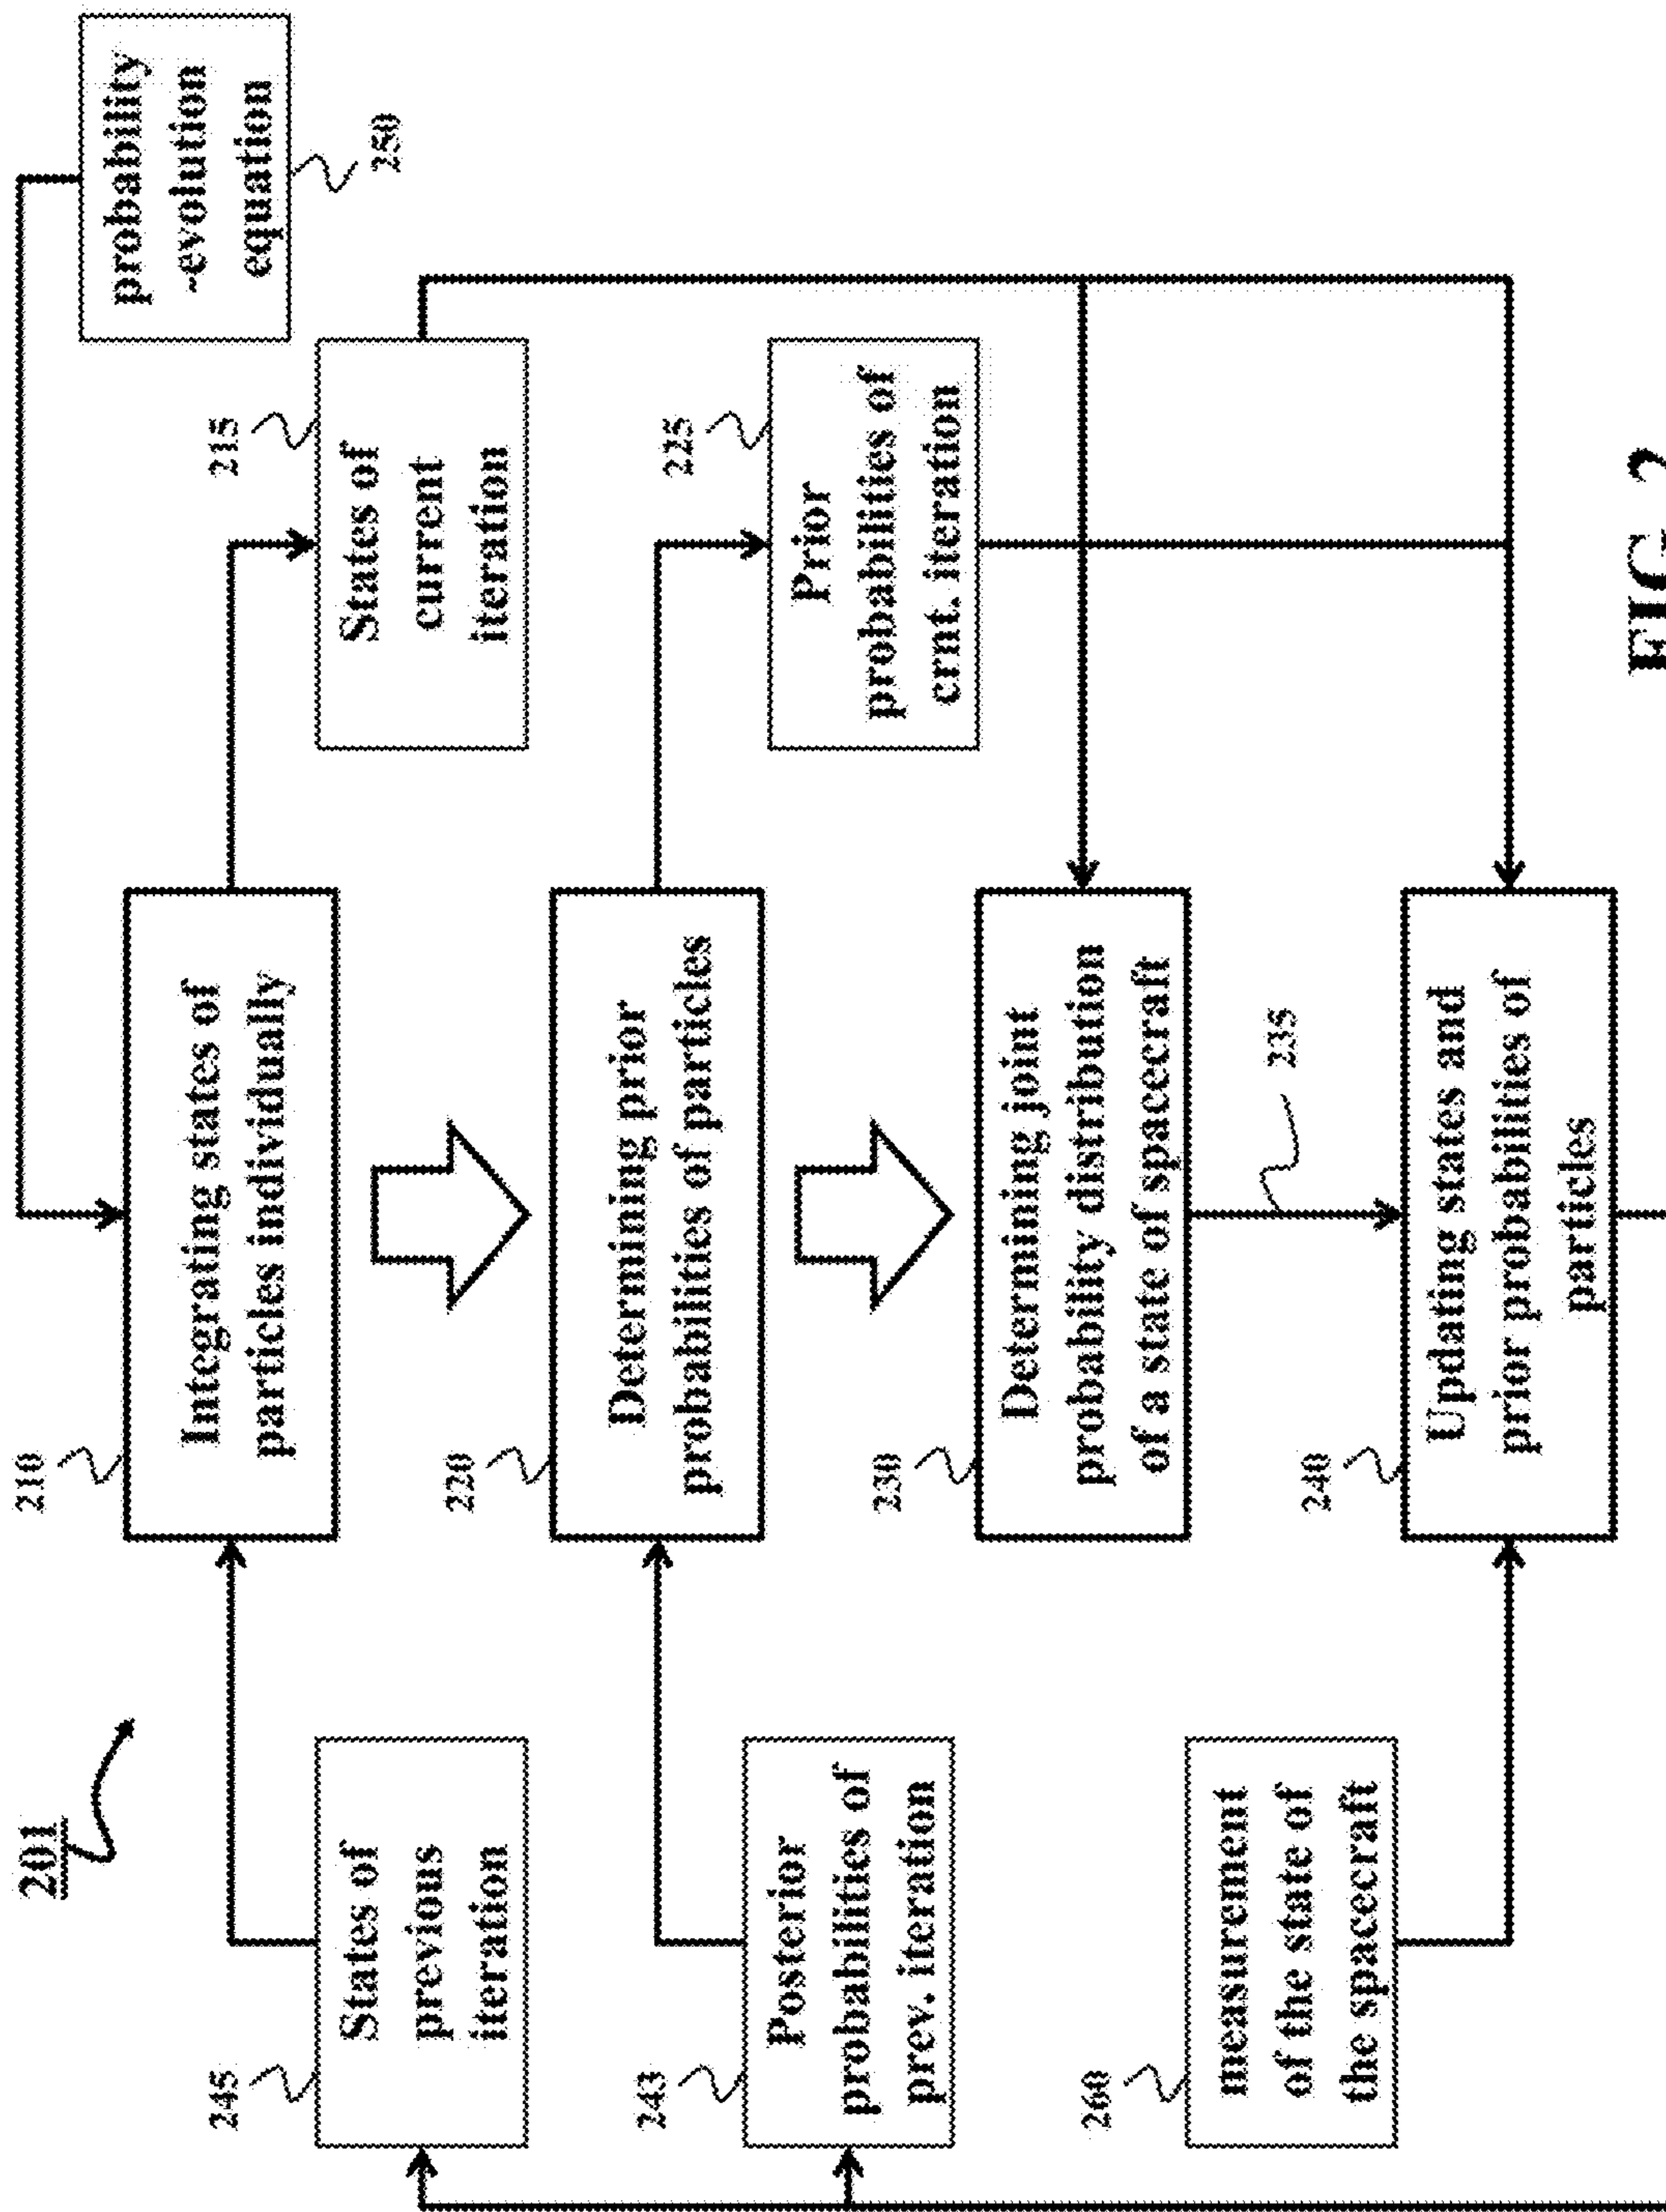 201
probability
-evolution
equation
250
210
Integrating states of
particles individually
245
States of
previous
iteration
215
States of
current
iteration
220
Determining prior
probabilities of particles
243
Posterior
probabilities of
prev. iteration
225
Prior
probabilities of
crnt. iteration
230
Determining joint
probability distribution
of a state of spacecraft
235
260
measurement
of the state of
the spacecraft
240
Updating states and
prior probabilities of
particles
FIG 2